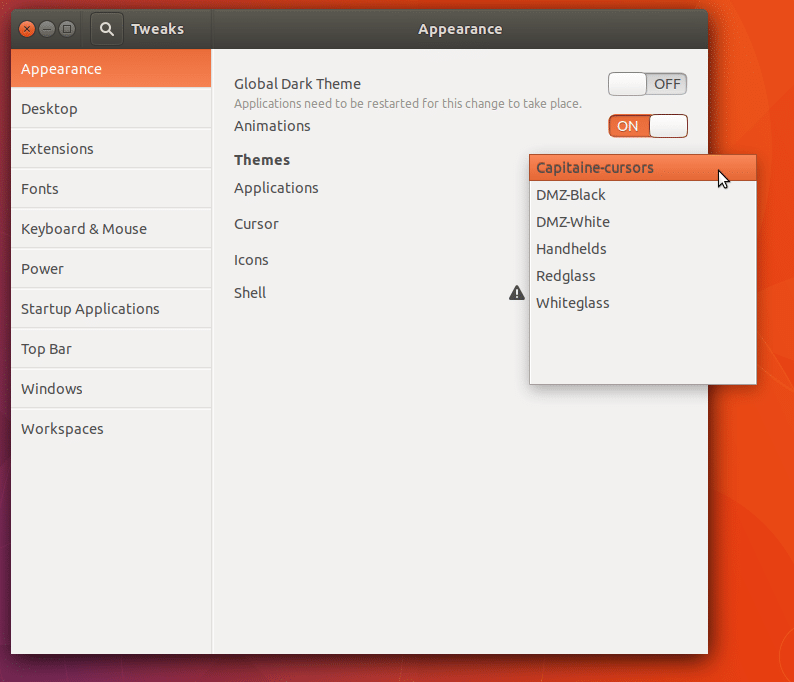 Tweaks
Appearance
Appearance
Desktop
Extensions
Fonts
Keyboard & Mouse
Power
Startup Applications
Top Bar
Windows
Workspaces
Global Dark Theme OFF
Applications need to be restarted for this change to take place.
Animations ON
Themes
Applications
Cursor
Icons
Shell
Capitaine-cursors
DMZ-Black
DMZ-White
Handhelds
Redglass
Whiteglass